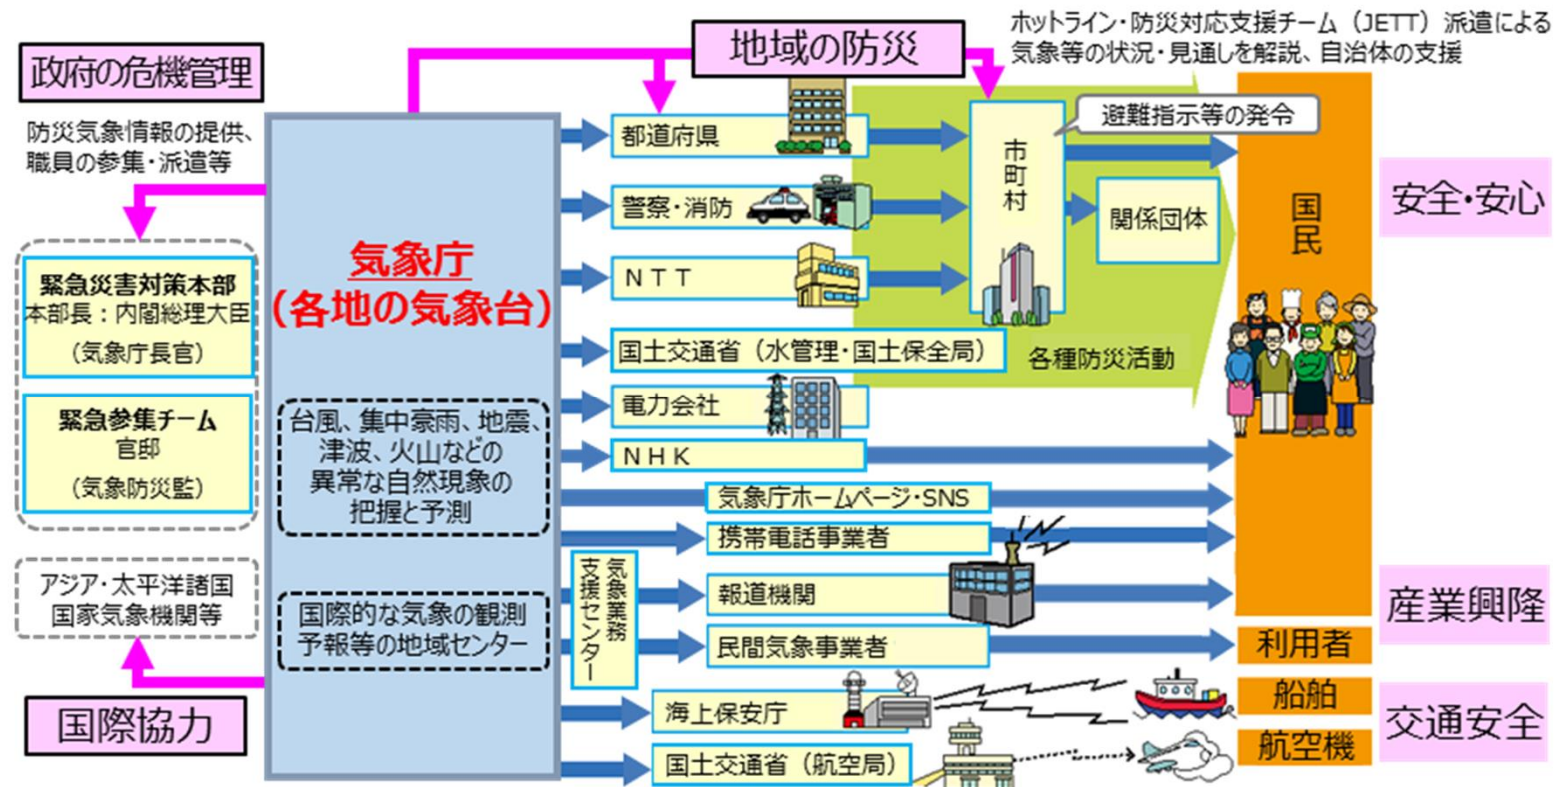 地域の防災
ホットライン・防災対応支援チーム（JETT）派遣による
気象等の状況・見通しを解説、自治体の支援
政府の危機管理
防災気象情報の提供、
職員の参集・派遣等
緊急災害対策本部
本部長：内閣総理大臣
（気象庁長官）
緊急参集チーム
官邸
（気象防災監）
アジア・太平洋諸国
国家気象機関等
国際協力
気象庁
（各地の気象台）
台風、集中豪雨、地震、
津波、火山などの
異常な自然現象の
把握と予測
国際的な気象の観測
予報等の地域センター
都道府県
警察・消防
ＮＴＴ
国土交通省（水管理・国土保全局）
電力会社
ＮＨＫ
気象庁ホームページ・SNS
携帯電話事業者
気象業務
支援センター
報道機関
民間気象事業者
海上保安庁
国土交通省（航空局）
市町村
避難指示等の発令
関係団体
各種防災活動
国民
利用者
船舶
航空機
安全・安心
産業興隆
交通安全